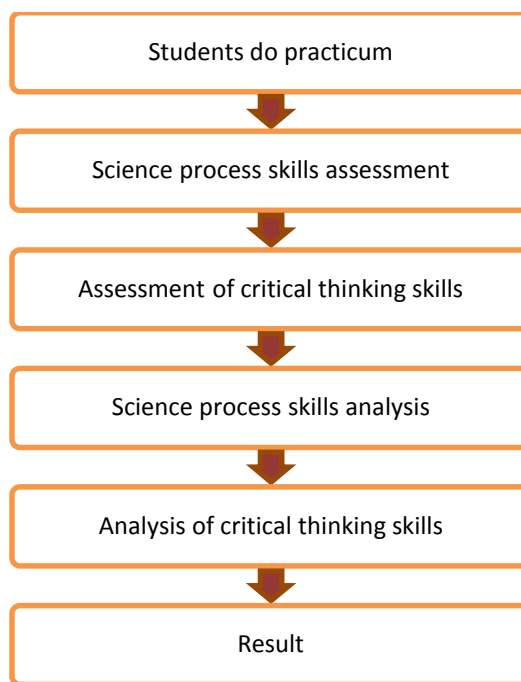 Students do practicum
Science process skills assessment
Assessment of critical thinking skills
Science process skills analysis
Analysis of critical thinking skills
Result